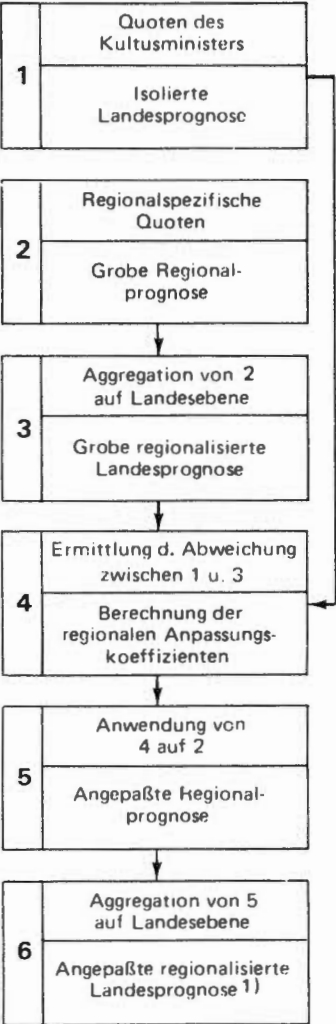 1
Quoten des
Kultusministers
Isolierte
Landesprognose
2
Regionalspezifische
Quoten
Grobe Regional-
prognose
3
Aggregation von 2
auf Landesebene
Grobe regionalisierte
Landesprognose
4
Ermittlung d. Abweichung
zwischen 1 u. 3
Berechnung der
regionalen Anpassungs-
koeffizienten
5
Anwendung von
4 auf 2
Angepaßte Regional-
prognose
6
Aggregation von 5
auf Landesebene
Angepaßte regionalisierte
Landesprognose 1)